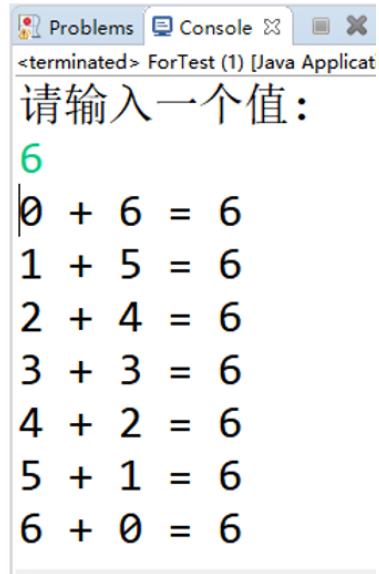 Problems Console
<terminated> ForTest (1) [Java Applicat
请输入一个值：
6
0 + 6 = 6
1 + 5 = 6
2 + 4 = 6
3 + 3 = 6
4 + 2 = 6
5 + 1 = 6
6 + 0 = 6